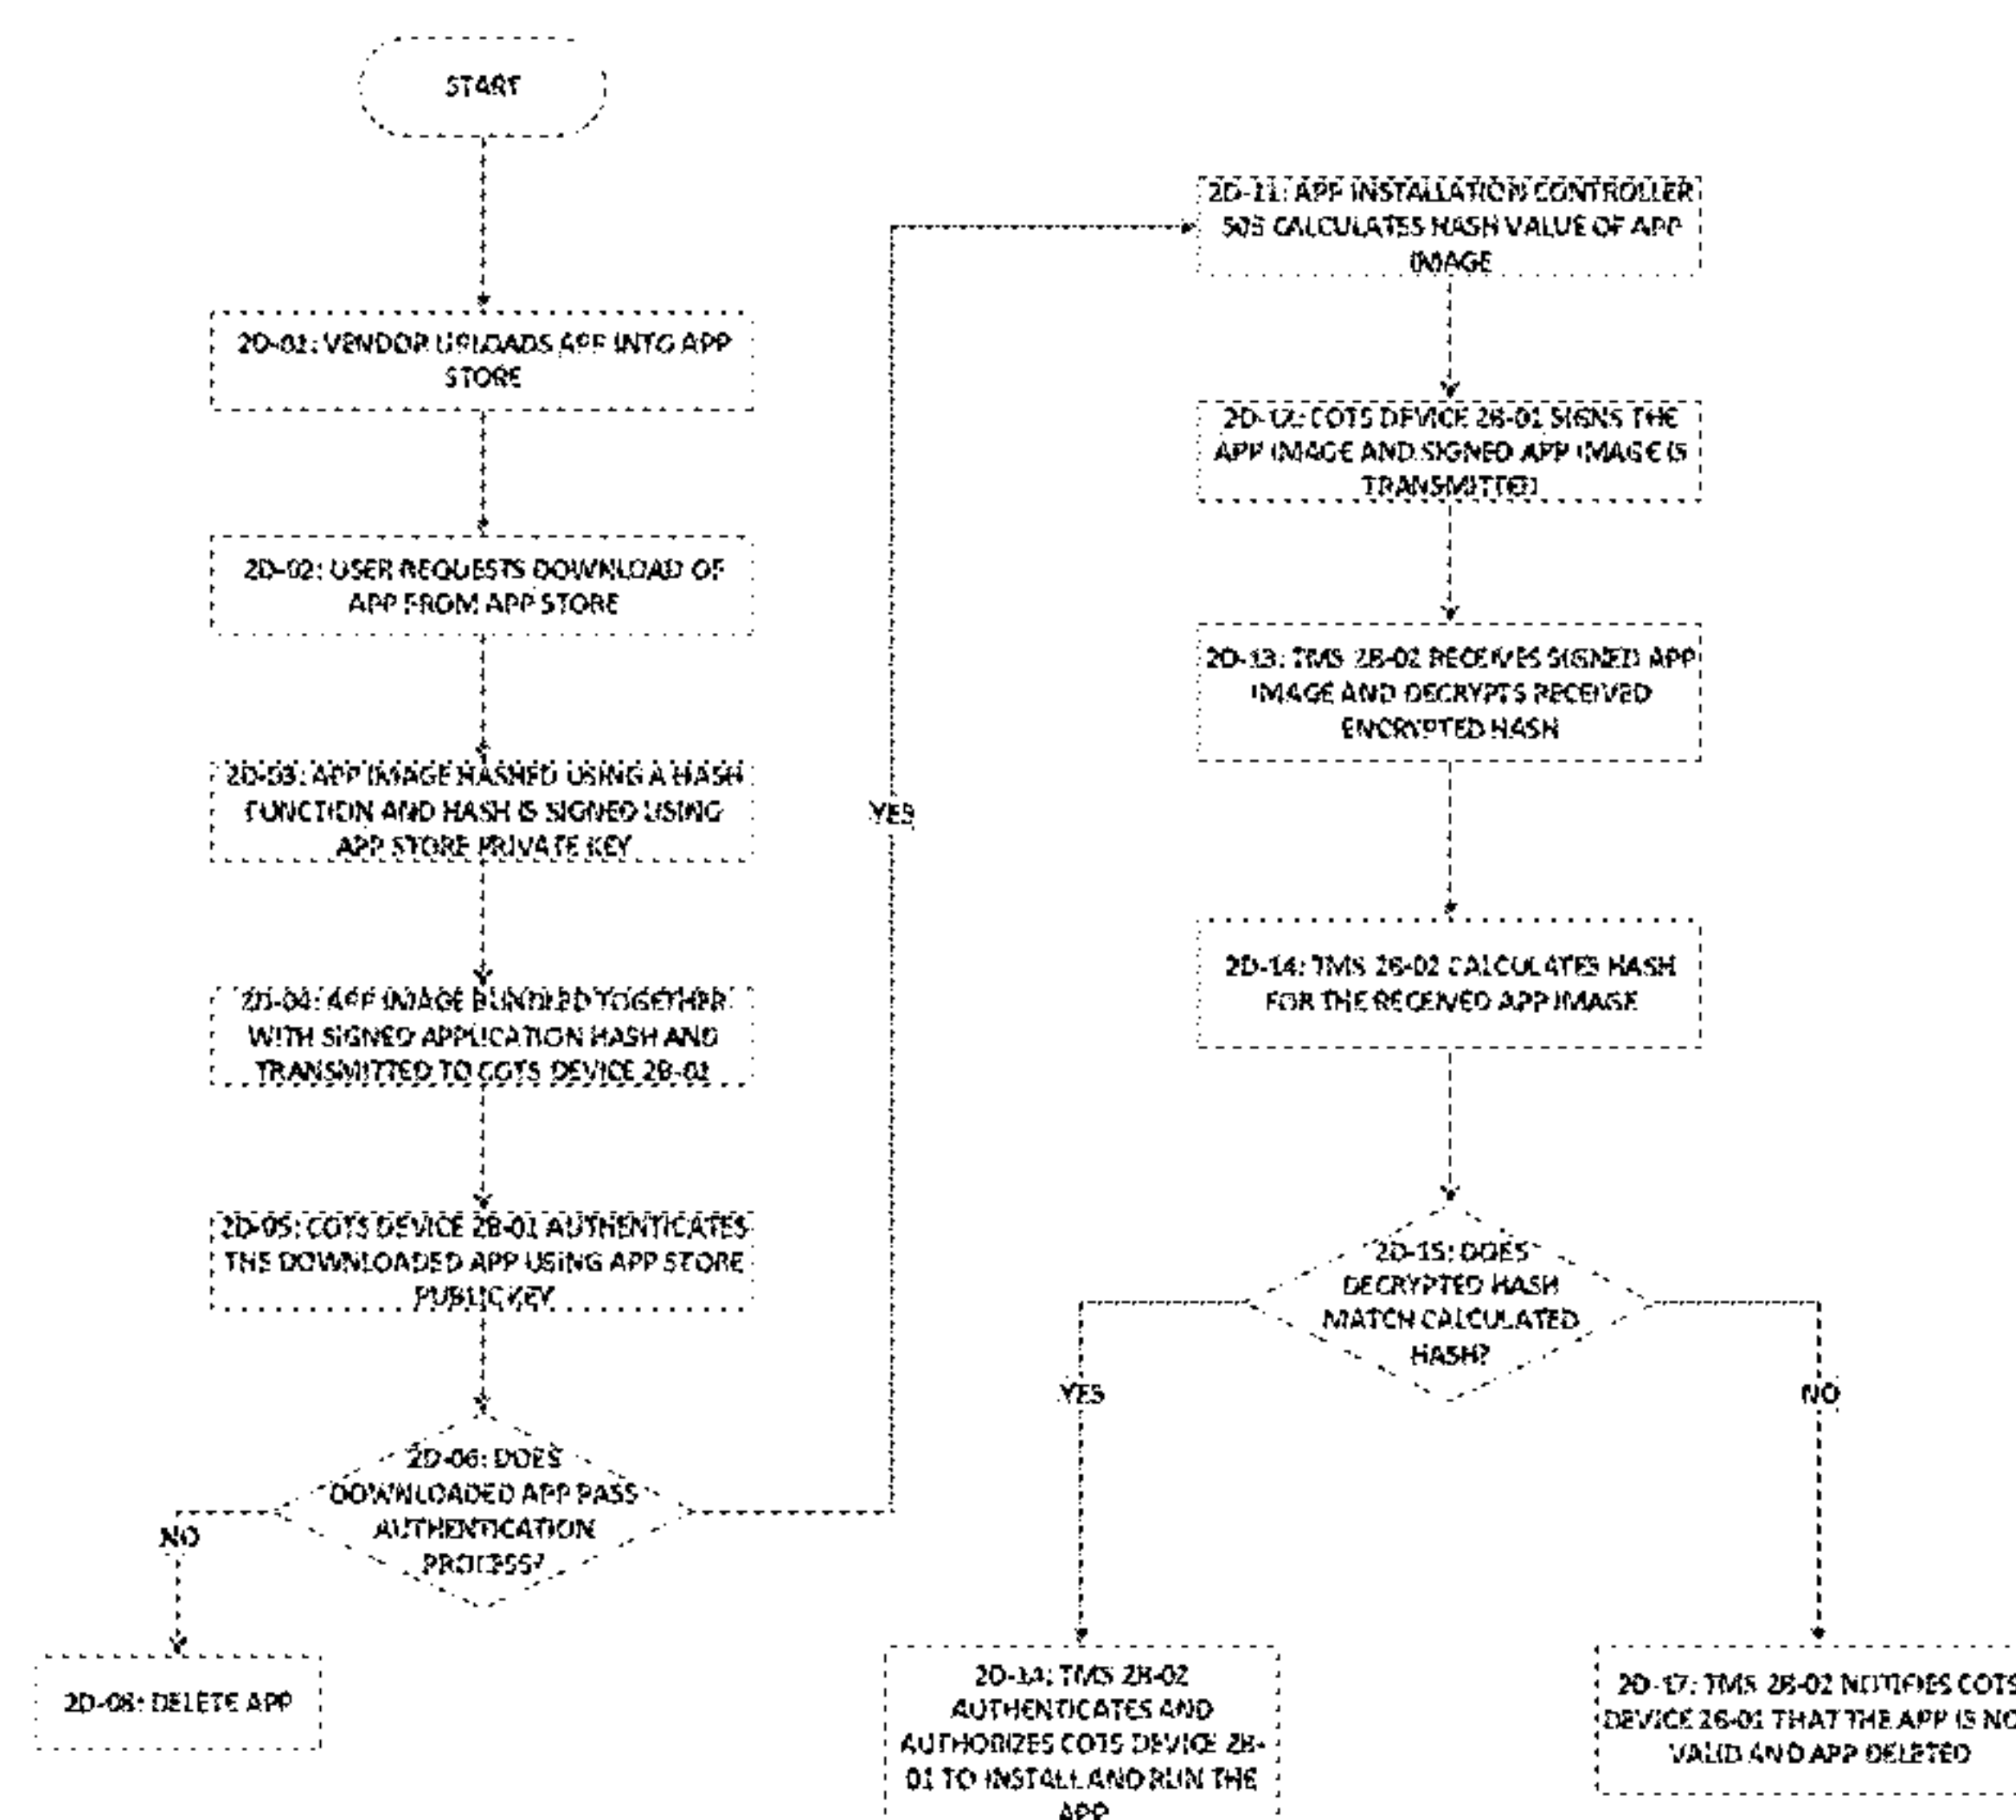 START
2D-01: VENDOR UPLOADS APP INTO APP
STORE
2D-02: USER REQUESTS DOWNLOAD OF
APP FROM APP STORE
2D-03: APP IMAGE HASHED USING A HASH
FUNCTION AND HASH IS SIGNED USING
APP STORE PRIVATE KEY
2D-04: APP IMAGE BUNDLED TOGETHER
WITH SIGNED APPLICATION HASH AND
TRANSMITTED TO COTS DEVICE 2B-01
2D-05: COTS DEVICE 2B-01 AUTHENTICATES
THE DOWNLOADED APP USING APP STORE
PUBLIC KEY
2D-06: DOES
DOWNLOADED APP PASS
AUTHENTICATION
PROCESS?
NO
2D-08: DELETE APP
YES
2D-11: APP INSTALLATION CONTROLLER
505 CALCULATES HASH VALUE OF APP
IMAGE
2D-12: COTS DEVICE 2B-01 SIGNS THE
APP IMAGE AND SIGNED APP IMAGE IS
TRANSMITTED
2D-13: TMS 2B-02 RECEIVES SIGNED APP
IMAGE AND DECRYPTS RECEIVED
ENCRYPTED HASH
2D-14: TMS 2B-02 CALCULATES HASH
FOR THE RECEIVED APP IMAGE
2D-15: DOES
DECRYPTED HASH
MATCH CALCULATED
HASH?
YES
NO
2D-14: TMS 2B-02
AUTHENTICATES AND
AUTHORIZES COTS DEVICE 2B-
01 TO INSTALL AND RUN THE
APP
2D-17: TMS 2B-02 NOTIFIES COTS
DEVICE 2B-01 THAT THE APP IS NO
VALID AND APP DELETED